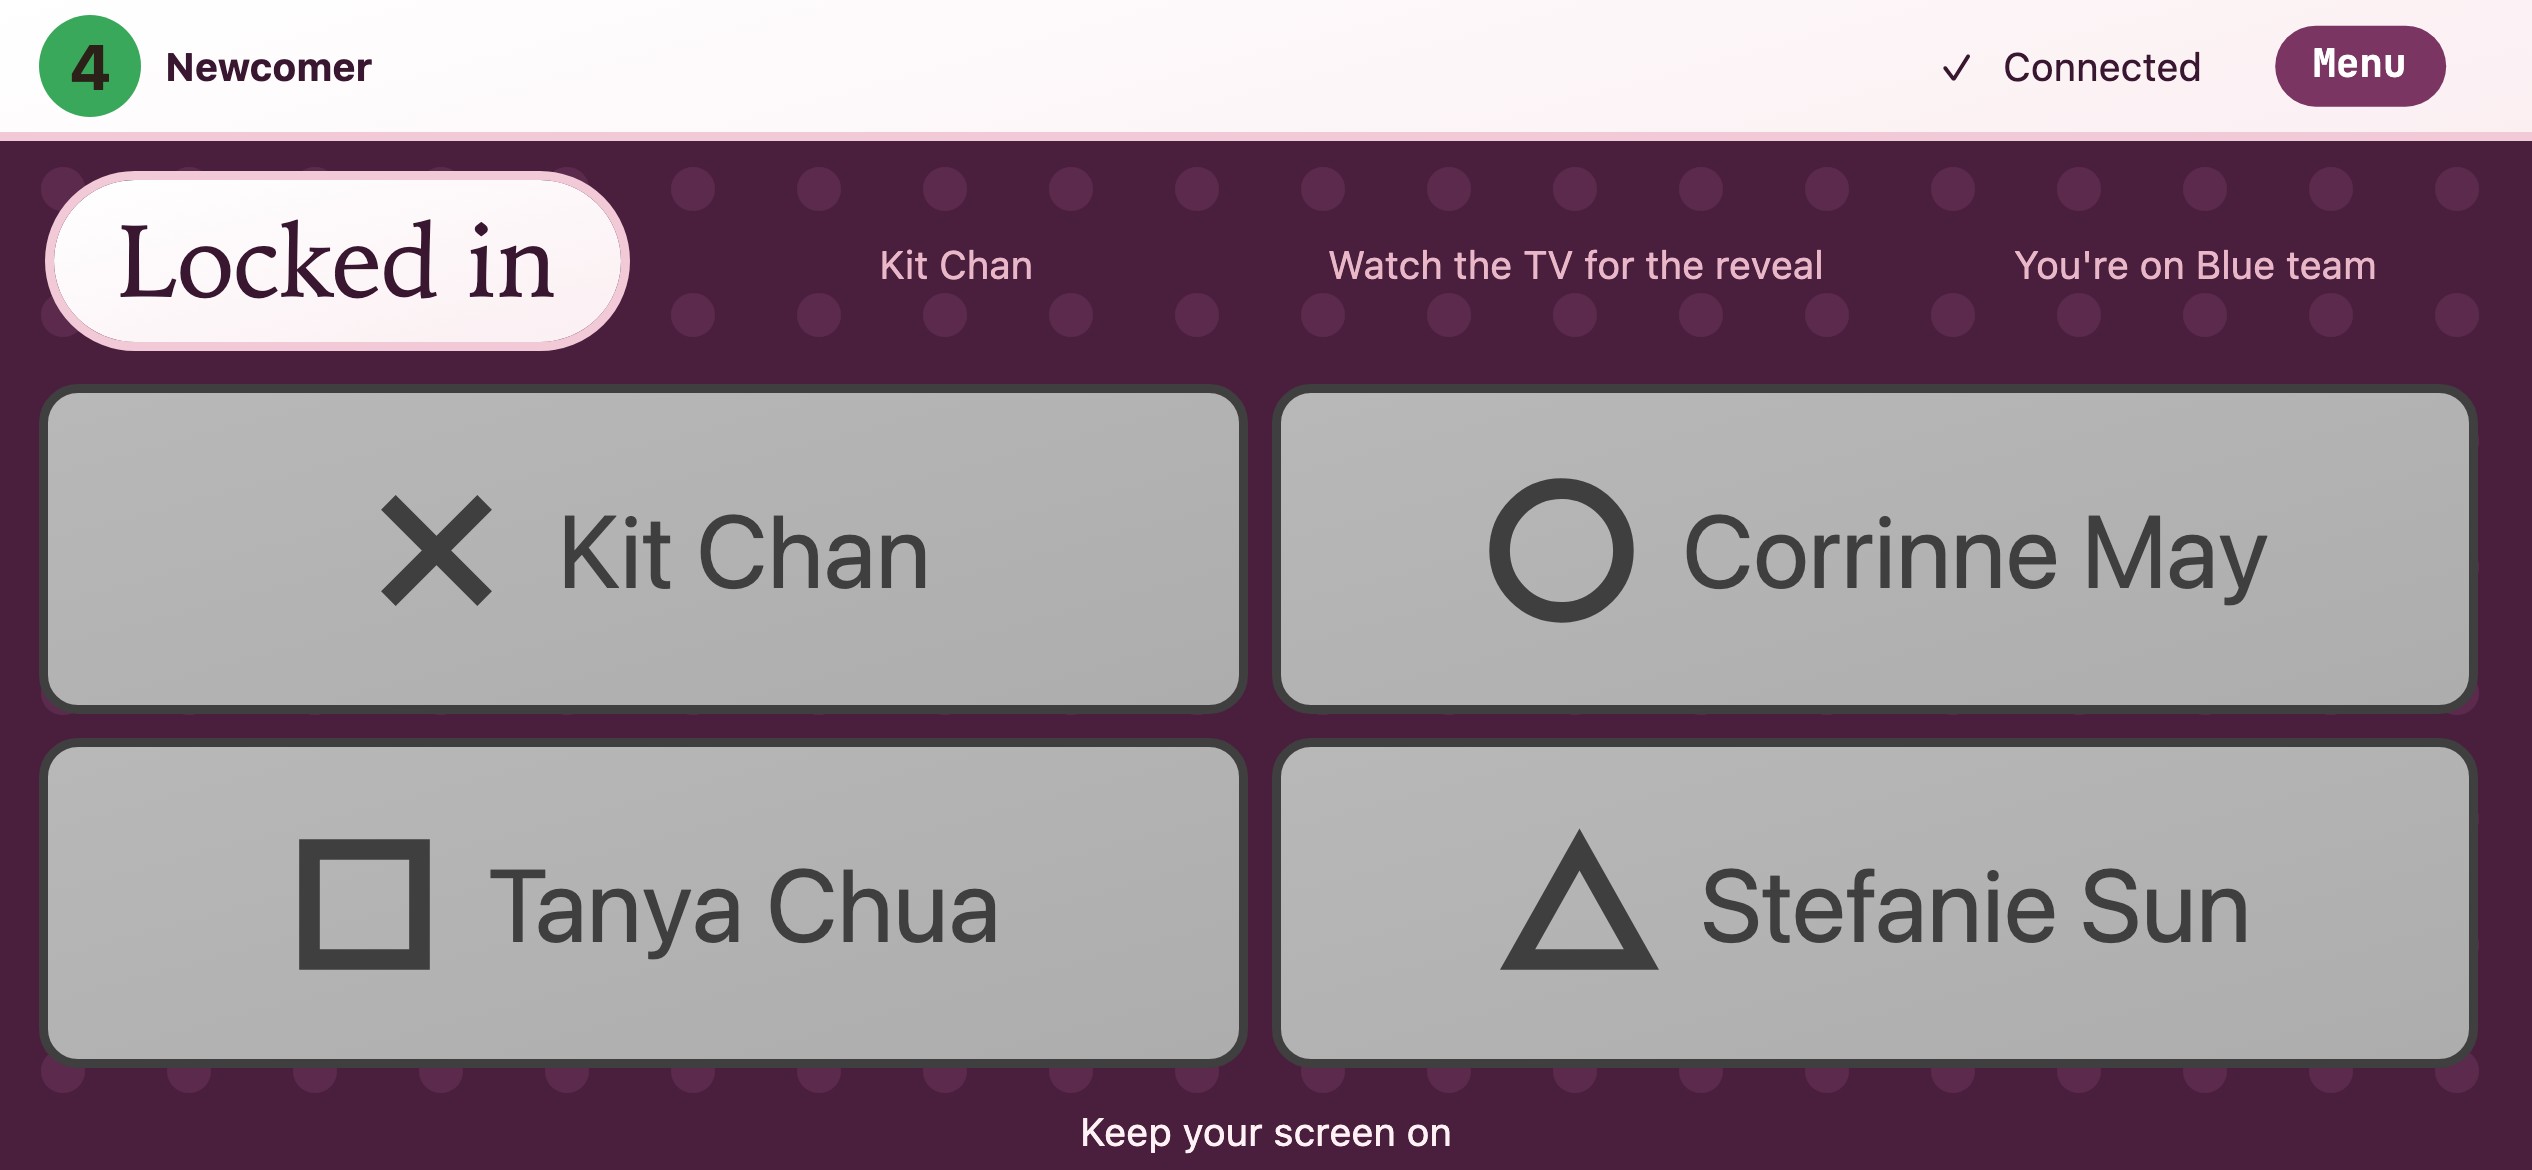 4 Newcomer
✓ Connected
Menu
Locked in
Kit Chan
Watch the TV for the reveal
You're on Blue team
Kit Chan
Corrinne May
Tanya Chua
Stefanie Sun
Keep your screen on